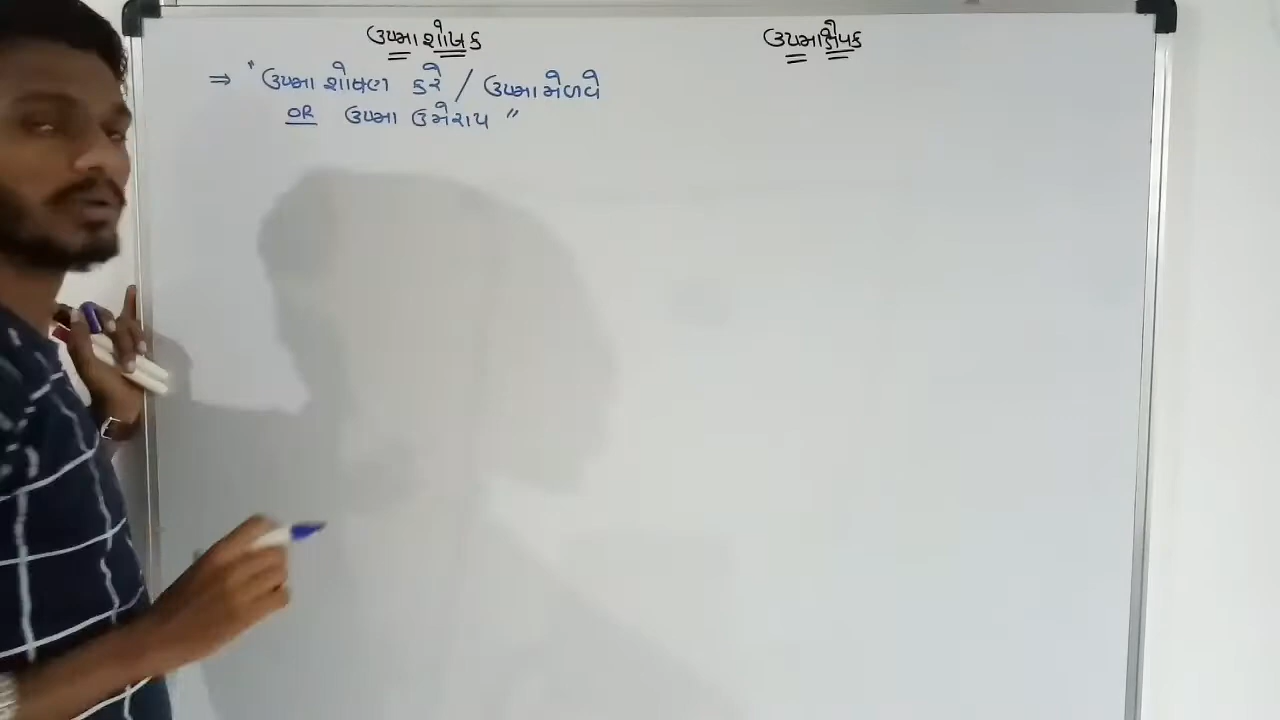 ઉષ્માશોષક
ઉષ્માક્ષેપક
⇒ " ઉષ્મા શોષણ કરે / ઉષ્મા મેળવે
OR ઉષ્મા ઉમેરાય "